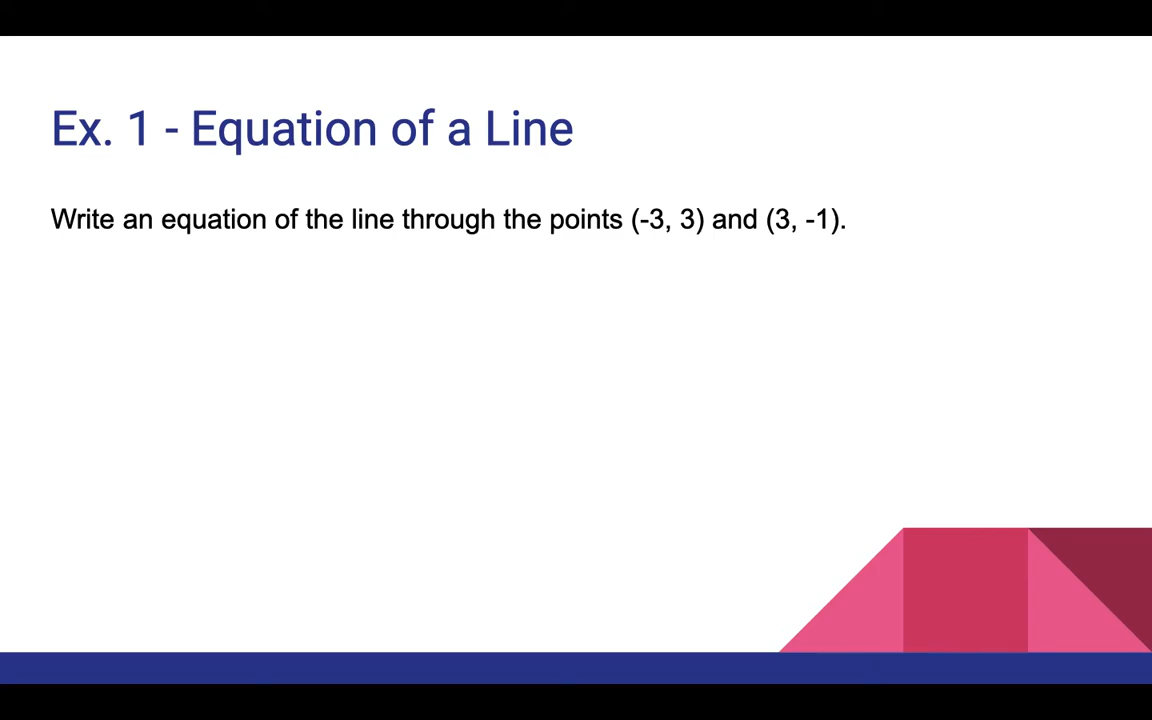 Ex. 1 - Equation of a Line
Write an equation of the line through the points (-3, 3) and (3, -1).